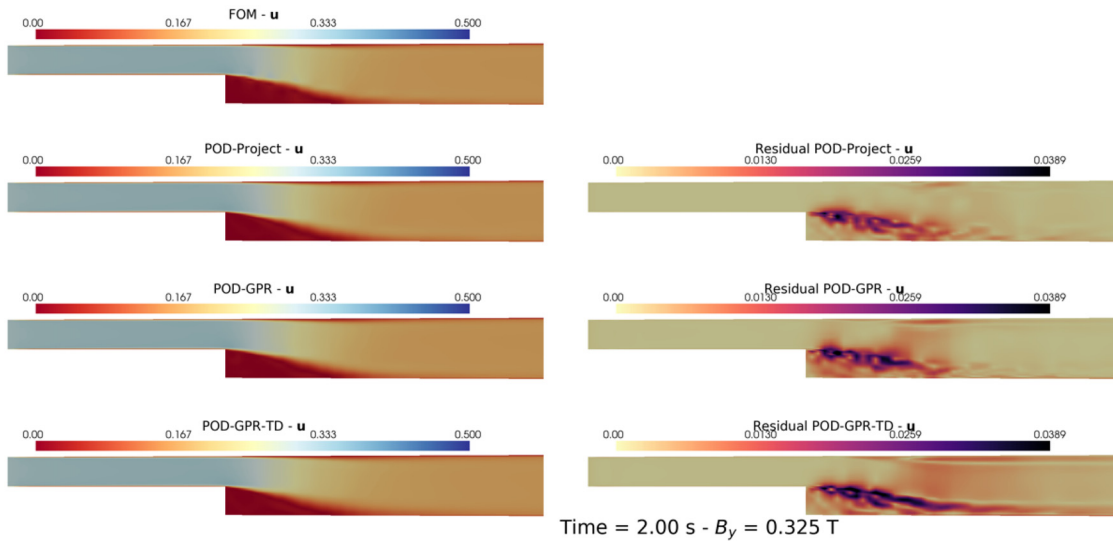 FOM - u
0.00 0.167 0.333 0.500
POD-Project - u
0.00 0.167 0.333 0.500
Residual POD-Project - u
0.00 0.0130 0.0259 0.0389
POD-GPR - u
0.00 0.167 0.333 0.500
Residual POD-GPR - u
0.00 0.0130 0.0259 0.0389
POD-GPR-TD - u
0.00 0.167 0.333 0.500
Residual POD-GPR-TD - u
0.00 0.0130 0.0259 0.0389
Time = 2.00 s - B_y = 0.325 T